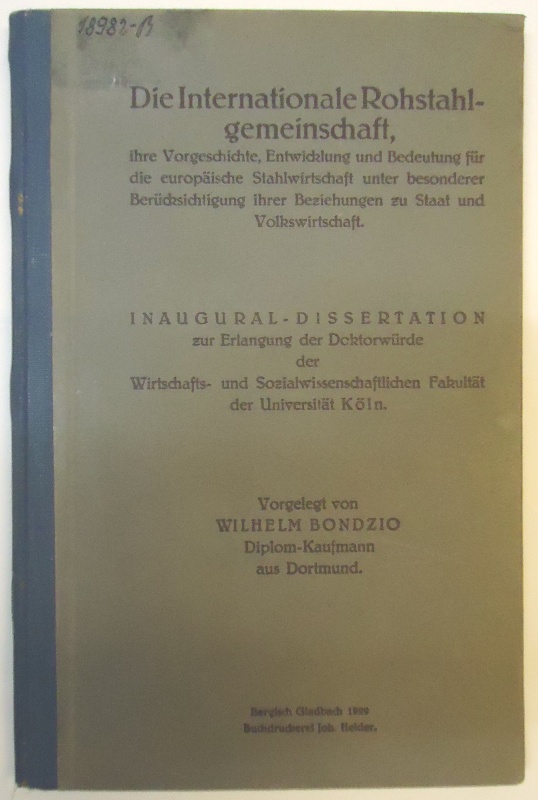 18982-B
Die Internationale Rohstahl-
gemeinschaft,
ihre Vorgeschichte, Entwicklung und Bedeutung für
die europäische Stahlwirtschaft unter besonderer
Berücksichtigung ihrer Beziehungen zu Staat und
Volkswirtschaft.
INAUGURAL-DISSERTATION
zur Erlangung der Doktorwürde
der
Wirtschafts- und Sozialwissenschaftlichen Fakultät
der Universität Köln.
Vorgelegt von
WILHELM BONDZIO
Diplom-Kaufmann
aus Dortmund.
Bergisch Gladbach
Buchdruckerei Joh. Heider.